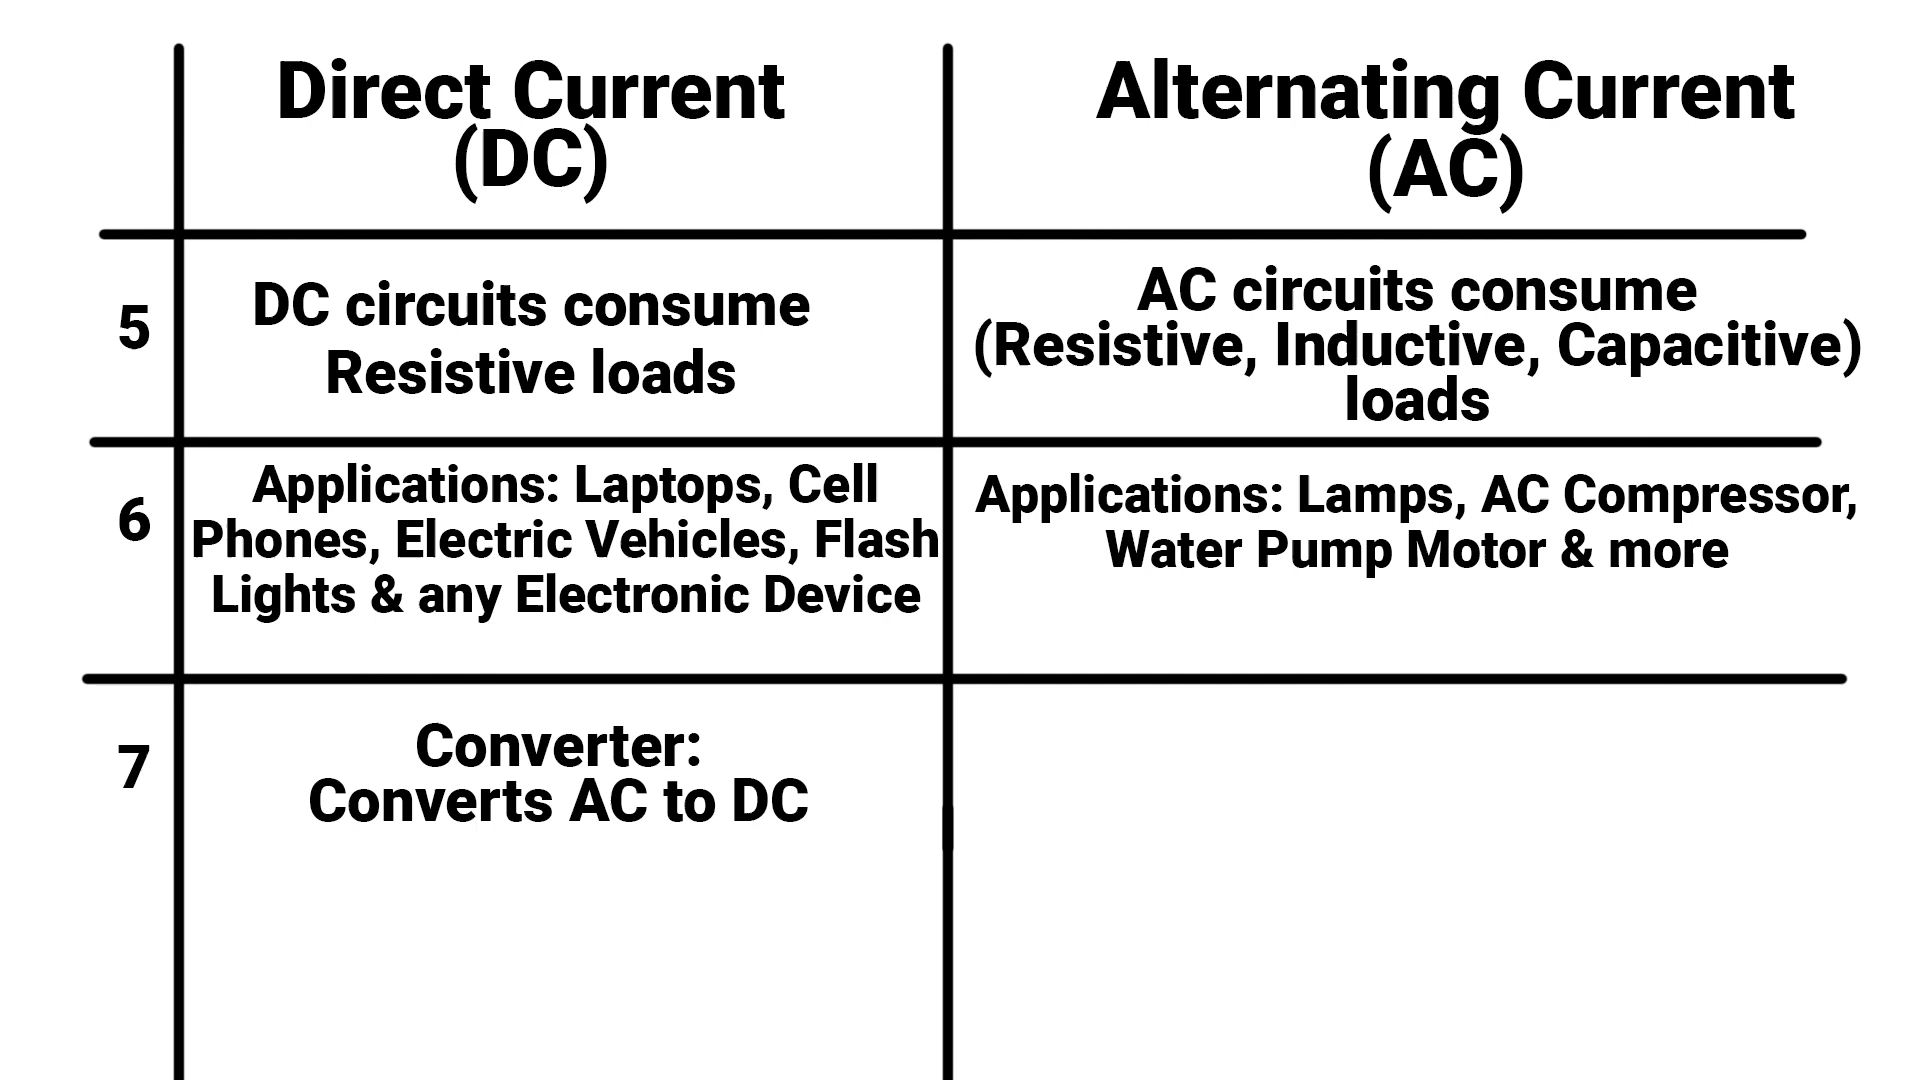 Direct Current
(DC)
Alternating Current
(AC)
5
DC circuits consume
Resistive loads
AC circuits consume
(Resistive, Inductive, Capacitive)
loads
6
Applications: Laptops, Cell
Phones, Electric Vehicles, Flash
Lights & any Electronic Device
Applications: Lamps, AC Compressor,
Water Pump Motor & more
7
Converter:
Converts AC to DC